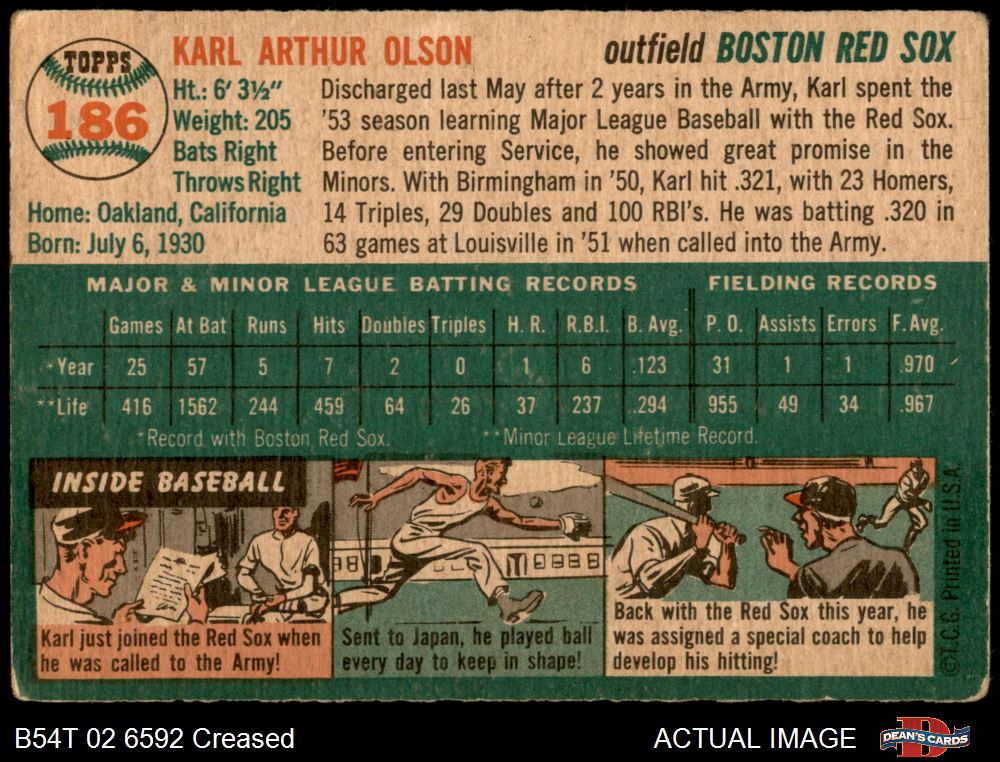 TOPPS
186
KARL ARTHUR OLSON
outfield BOSTON RED SOX
Ht.: 6' 3½"
Weight: 205
Bats Right
Throws Right
Home: Oakland, California
Born: July 6, 1930
Discharged last May after 2 years in the Army, Karl spent the
'53 season learning Major League Baseball with the Red Sox.
Before entering Service, he showed great promise in the
Minors. With Birmingham in '50, Karl hit .321, with 23 Homers,
14 Triples, 29 Doubles and 100 RBI's. He was batting .320 in
63 games at Louisville in '51 when called into the Army.
MAJOR & MINOR LEAGUE BATTING RECORDS FIELDING RECORDS
Games At Bat Runs Hits Doubles Triples H. R. R.B.I. B. Avg. P. O. Assists Errors F. Avg.
*Year 25 57 5 7 2 0 1 6 .123 31 1 1 .970
**Life 416 1562 244 459 64 26 37 237 .294 955 49 34 .967
*Record with Boston Red Sox. **Minor League Lifetime Record.
INSIDE BASEBALL
Karl just joined the Red Sox when
he was called to the Army!
Sent to Japan, he played ball
every day to keep in shape!
Back with the Red Sox this year, he
was assigned a special coach to help
develop his hitting!
©T.C.G. Printed in U.S.A.
B54T 02 6592 Creased
ACTUAL IMAGE
DEAN'S CARDS